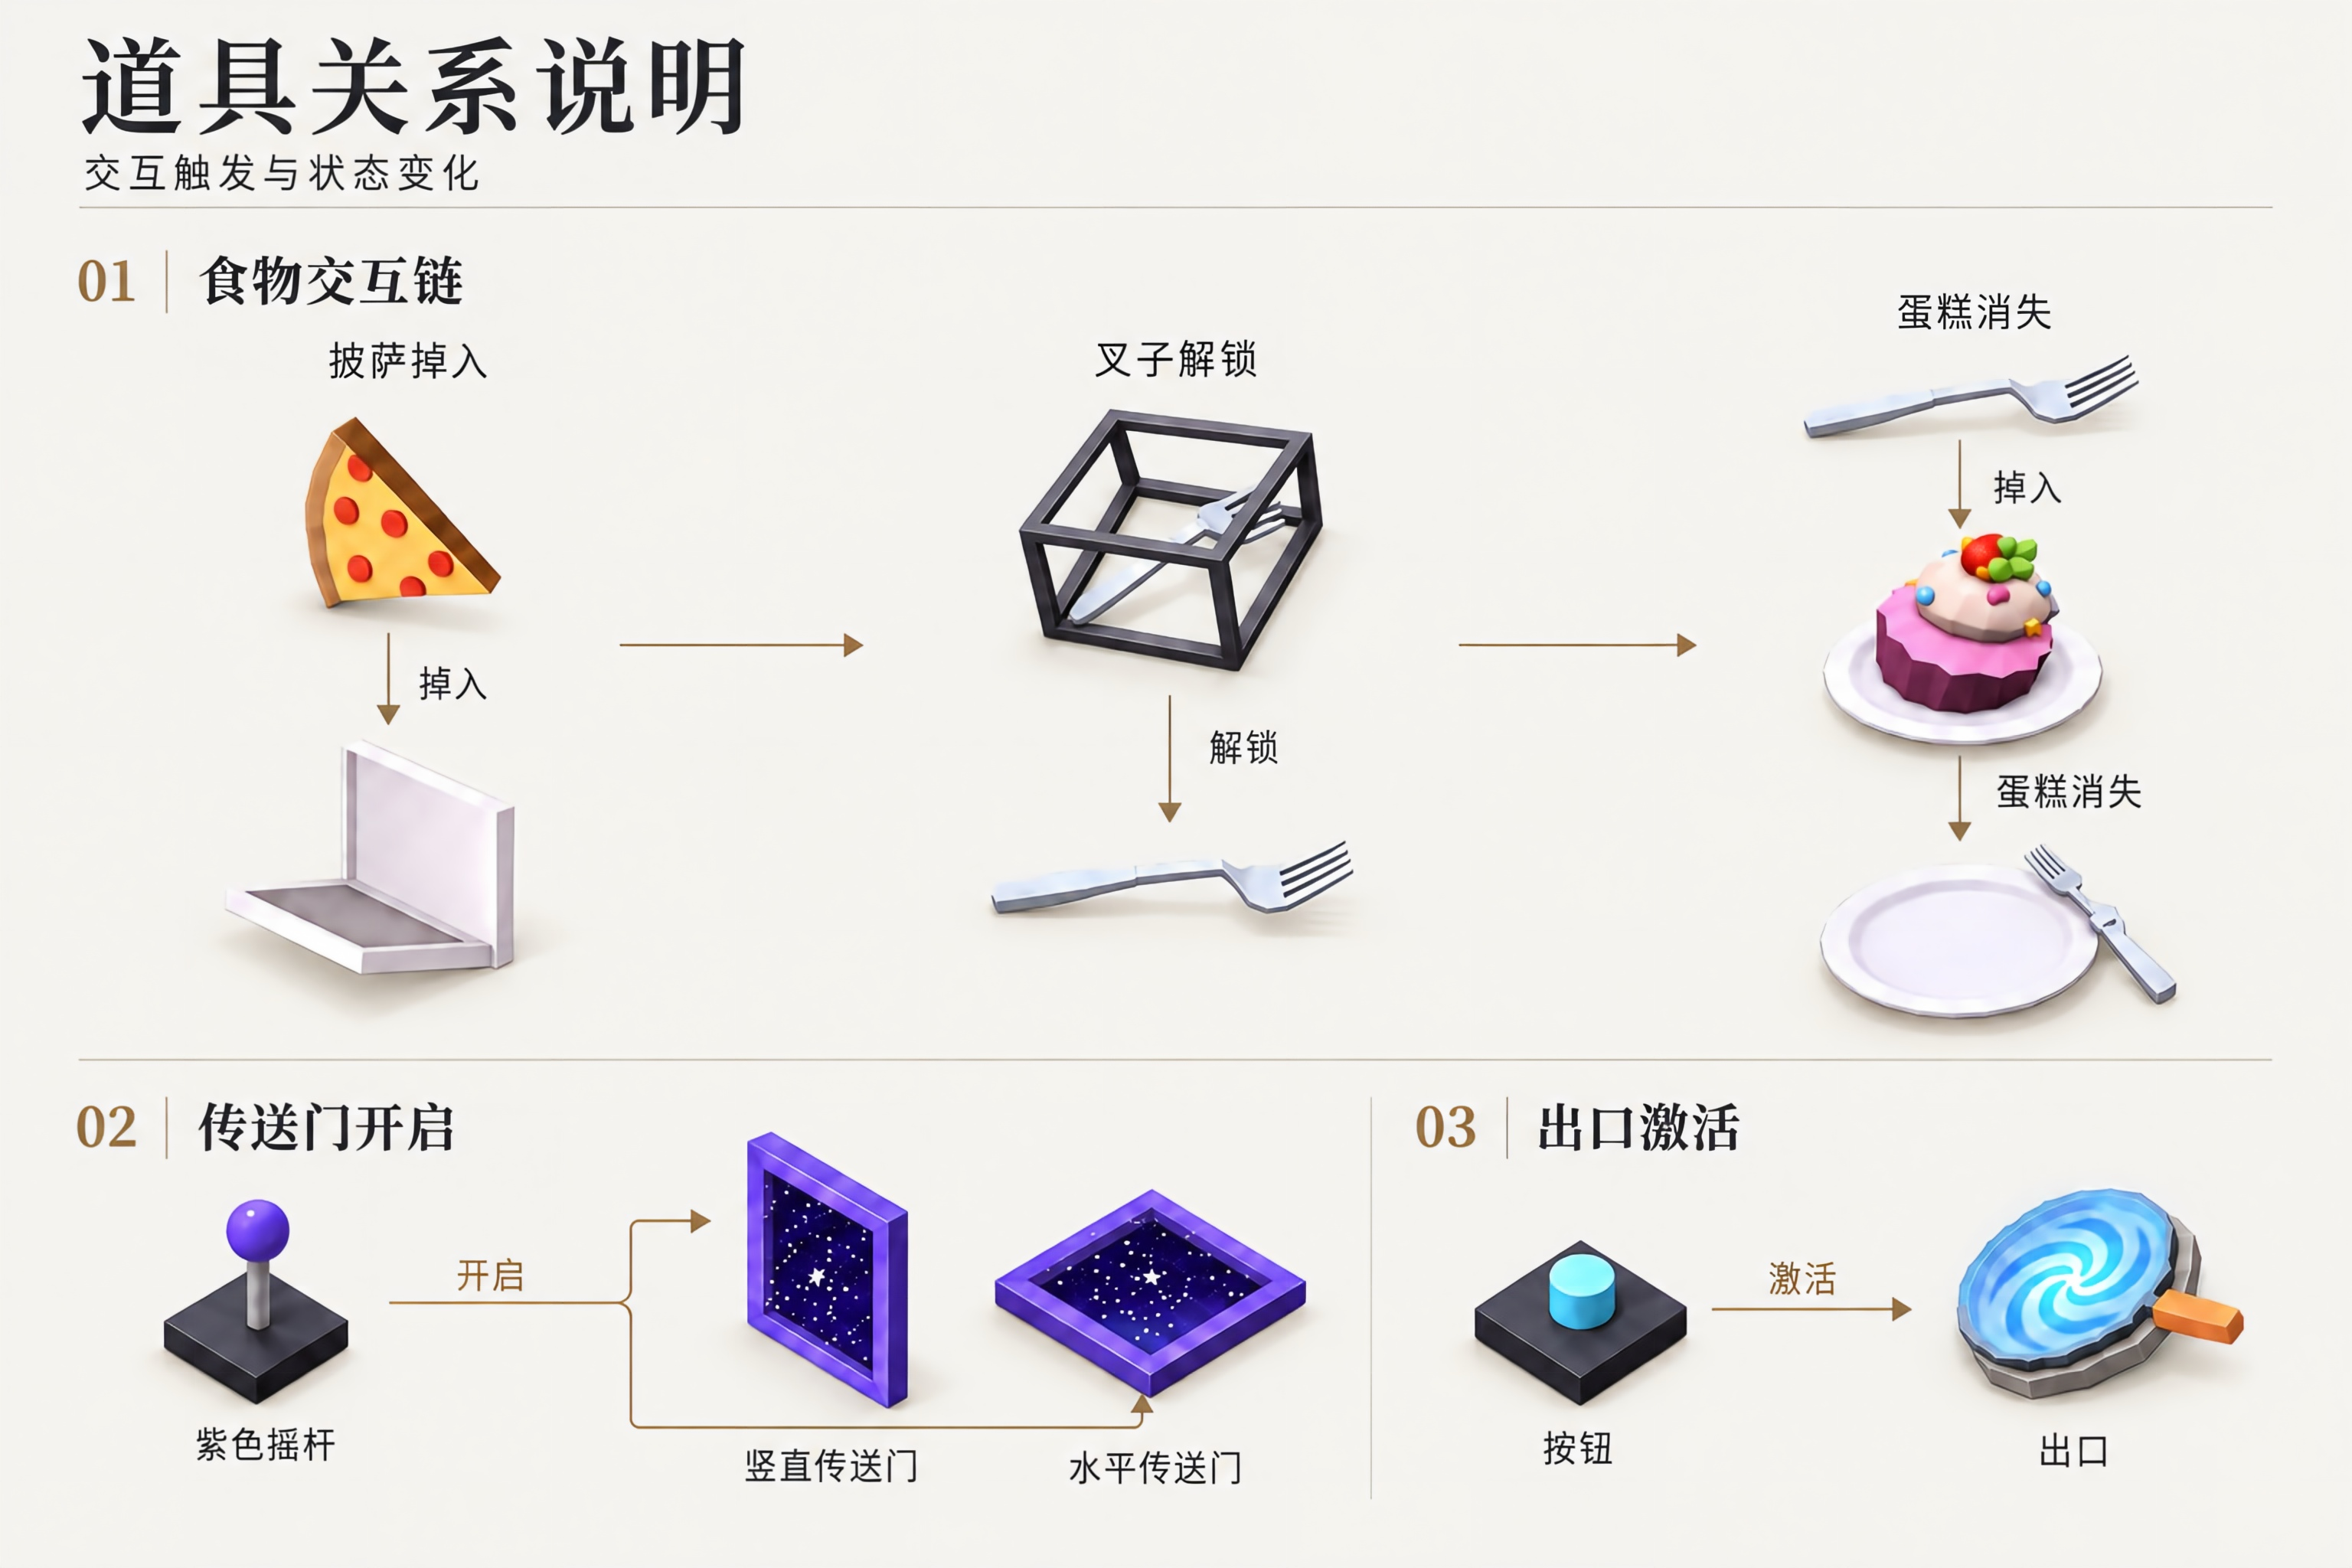 道具关系说明
交互触发与状态变化
01 食物交互链
披萨掉入
掉入
叉子解锁
解锁
蛋糕消失
掉入
蛋糕消失
02 传送门开启
紫色摇杆
开启
竖直传送门
水平传送门
03 出口激活
按钮
激活
出口